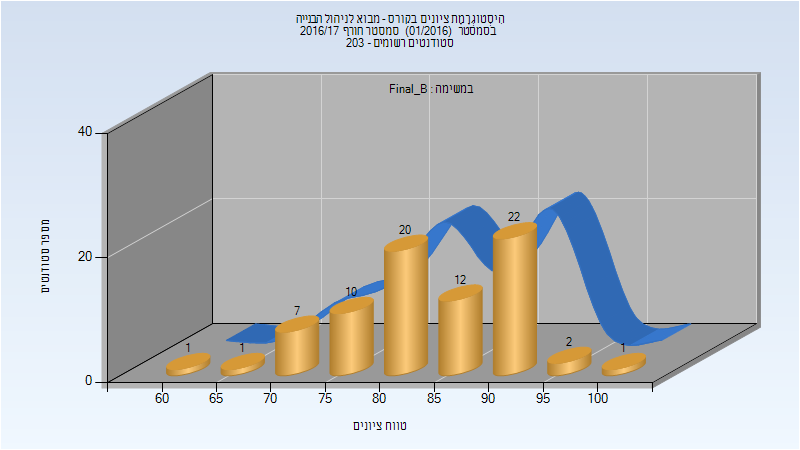 היסטוגרמת ציונים בקורס - מבוא לניהול הבנייה
בסמסטר (01/2016) סמסטר חורף 2016/17
סטודנטים רשומים - 203
במשימה : Final_B
מספר סטודנטים
40
20
0
1
1
7
10
20
12
22
2
1
60 65 70 75 80 85 90 95 100
טווח ציונים